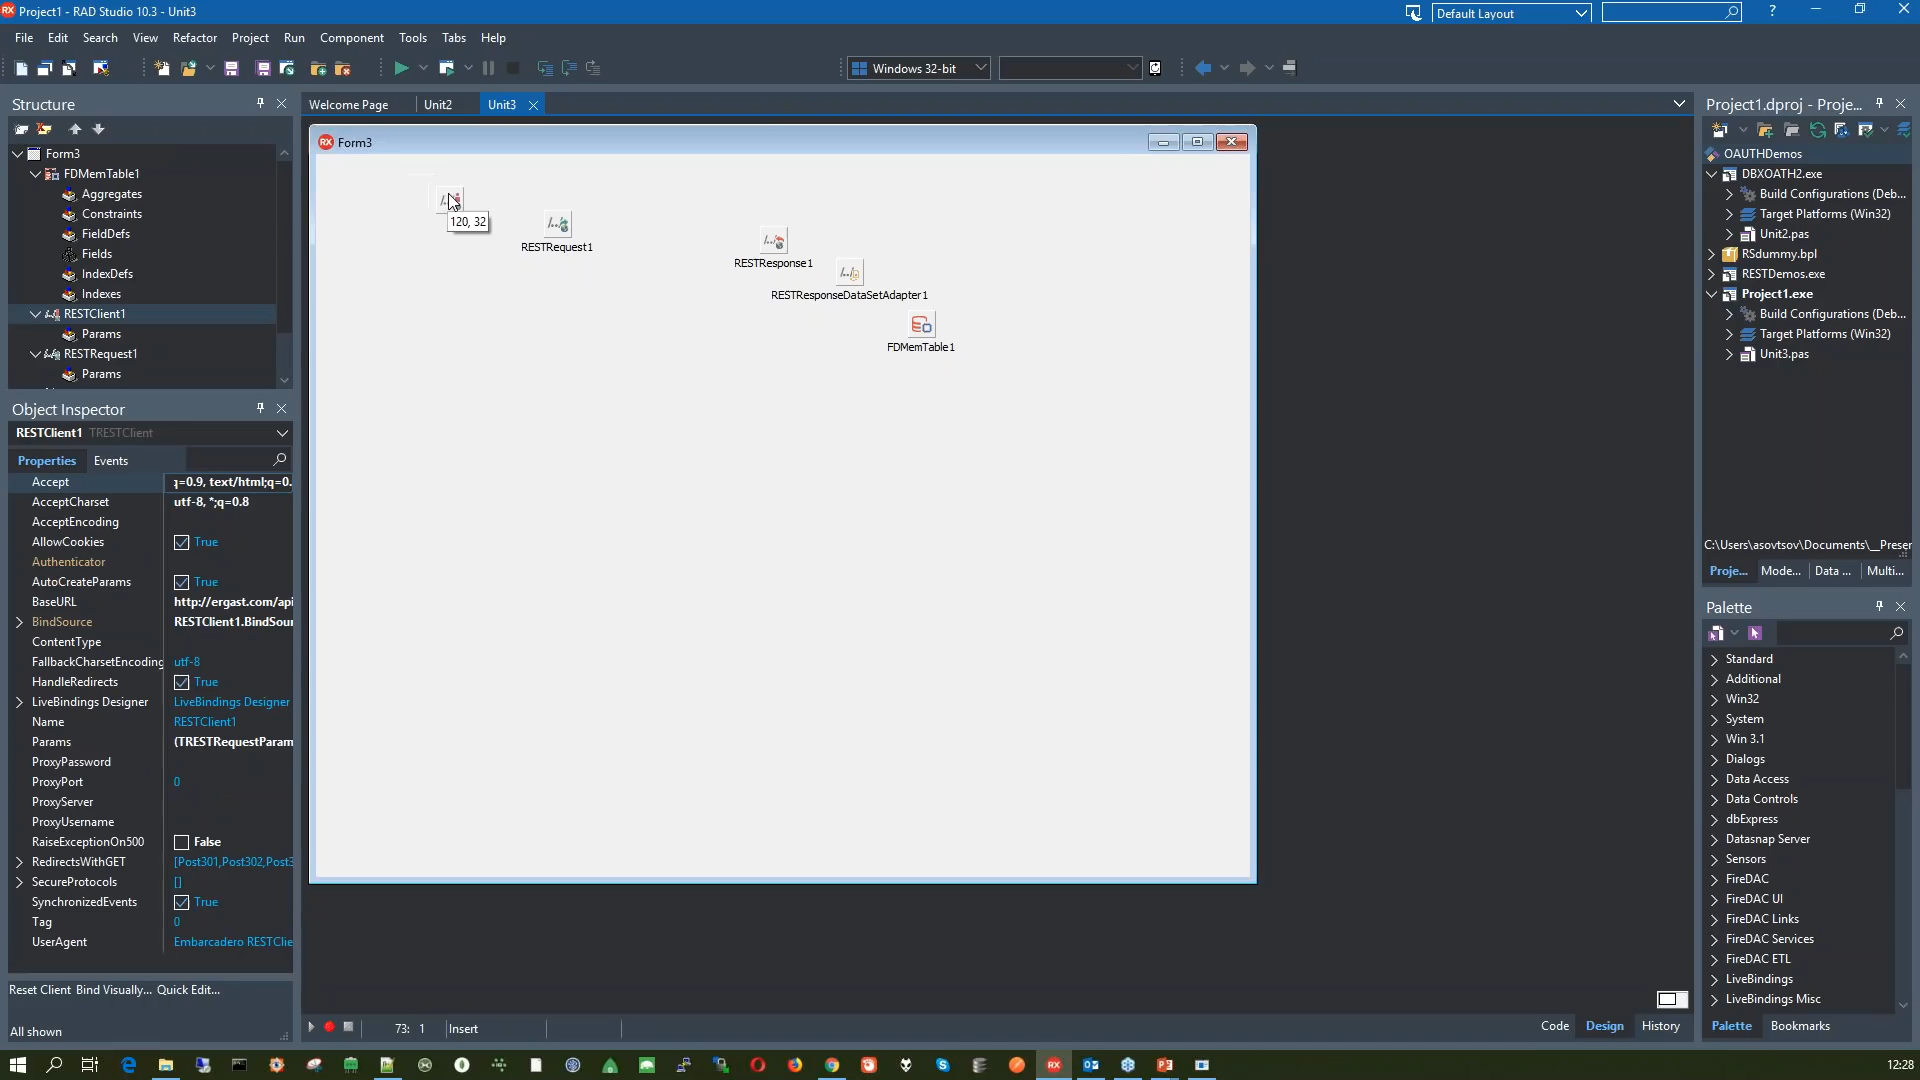 Project1 - RAD Studio 10.3 - Unit3
Default Layout
?
File Edit Search View Refactor Project Run Component Tools Tabs Help
Windows 32-bit
Structure
Form3
FDMemTable1
Aggregates
Constraints
FieldDefs
Fields
IndexDefs
Indexes
RESTClient1
Params
RESTRequest1
Params
Object Inspector
RESTClient1 TRESTClient
Properties Events
Accept q=0.9, text/html;q=0.
AcceptCharset utf-8, *;q=0.8
AcceptEncoding
AllowCookies True
Authenticator
AutoCreateParams True
BaseURL http://ergast.com/api
BindSource RESTClient1.BindSour
ContentType
FallbackCharsetEncoding utf-8
HandleRedirects True
LiveBindings Designer LiveBindings Designer
Name RESTClient1
Params (TRESTRequestParam
ProxyPassword
ProxyPort 0
ProxyServer
ProxyUsername
RaiseExceptionOn500 False
RedirectsWithGET [Post301,Post302,Post3
SecureProtocols []
SynchronizedEvents True
Tag 0
UserAgent Embarcadero RESTClie
Reset Client Bind Visually... Quick Edit...
All shown
Welcome Page Unit2 Unit3
Form3
120, 32
RESTRequest1
RESTResponse1
RESTResponseDataSetAdapter1
FDMemTable1
73: 1 Insert
Code Design History
Project1.dproj - Proje...
OAUTHDemos
DBXOATH2.exe
Build Configurations (Deb...
Target Platforms (Win32)
Unit2.pas
RSdummy.bpl
RESTDemos.exe
Project1.exe
Build Configurations (Deb...
Target Platforms (Win32)
Unit3.pas
C:\Users\asovtsov\Documents\__Preser
Proje... Mode... Data ... Multi...
Palette
Standard
Additional
Win32
System
Win 3.1
Dialogs
Data Access
Data Controls
dbExpress
Datasnap Server
Sensors
FireDAC
FireDAC UI
FireDAC Links
FireDAC Services
FireDAC ETL
LiveBindings
LiveBindings Misc
Palette Bookmarks
12:28